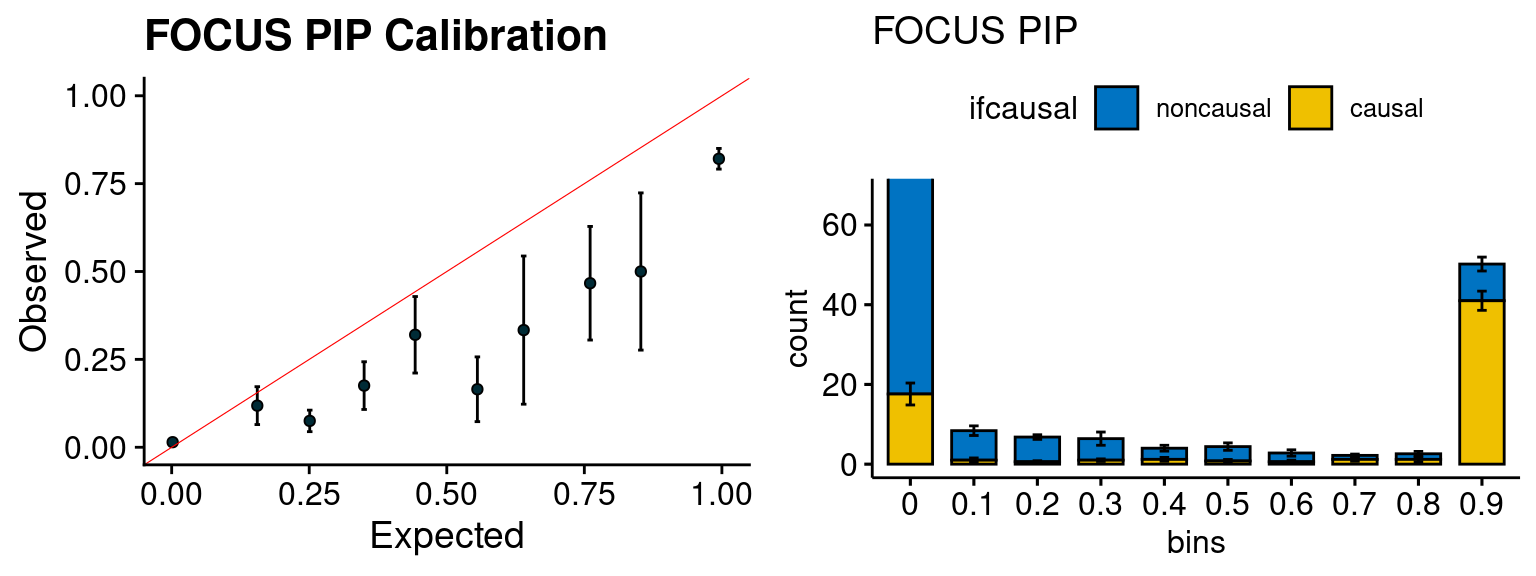 FOCUS PIP Calibration
Observed
1.00
0.75
0.50
0.25
0.00
0.00 0.25 0.50 0.75 1.00
Expected
FOCUS PIP
ifcausal noncausal causal
count
60
40
20
0
0 0.1 0.2 0.3 0.4 0.5 0.6 0.7 0.8 0.9
bins